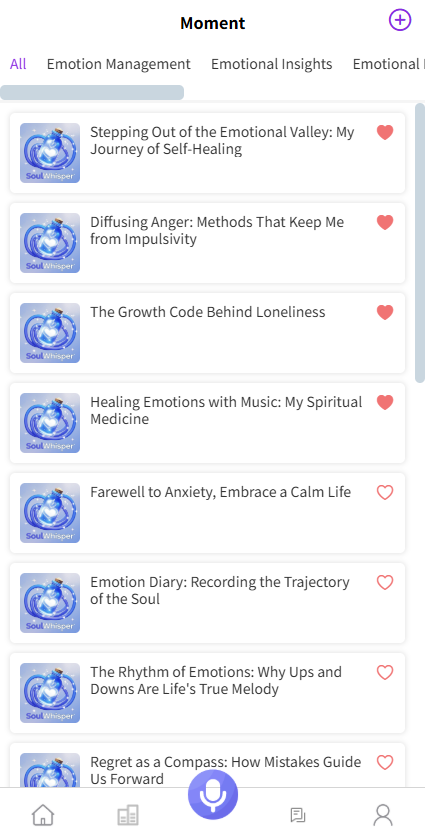 Moment
All Emotion Management Emotional Insights Emotional
Stepping Out of the Emotional Valley: My
Journey of Self-Healing
SoulWhisper
Diffusing Anger: Methods That Keep Me
from Impulsivity
SoulWhisper
The Growth Code Behind Loneliness
SoulWhisper
Healing Emotions with Music: My Spiritual
Medicine
SoulWhisper
Farewell to Anxiety, Embrace a Calm Life
SoulWhisper
Emotion Diary: Recording the Trajectory
of the Soul
SoulWhisper
The Rhythm of Emotions: Why Ups and
Downs Are Life's True Melody
SoulWhisper
Regret as a Compass: How Mistakes Guide
Us Forward